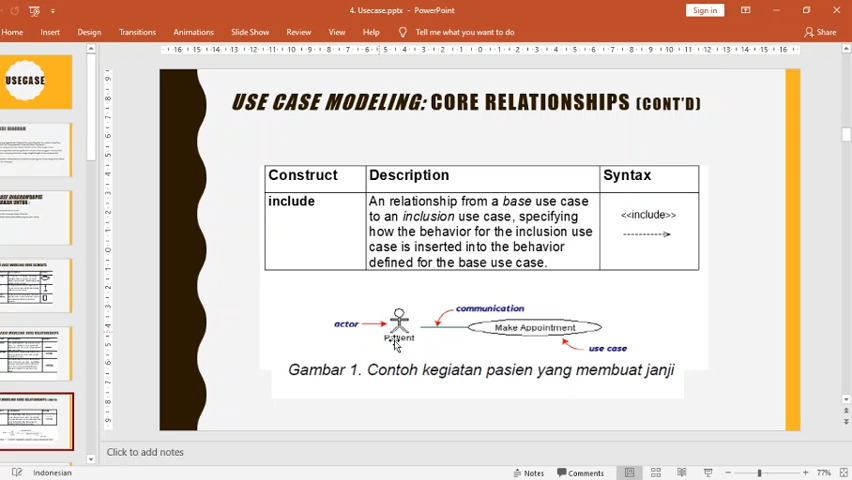 4. Usecase.pptx - PowerPoint
Sign in
Home Insert Design Transitions Animations Slide Show Review View Help Tell me what you want to do Share
USECASE
USE CASE MODELING: CORE RELATIONSHIPS (CONT'D)
Construct Description Syntax
include
An relationship from a base use case
to an inclusion use case, specifying
how the behavior for the inclusion use
case is inserted into the behavior
defined for the base use case.
<<include>>
communication
actor
Make Appointment
Patient
use case
Gambar 1. Contoh kegiatan pasien yang membuat janji
Click to add notes
Indonesian Notes Comments 77%